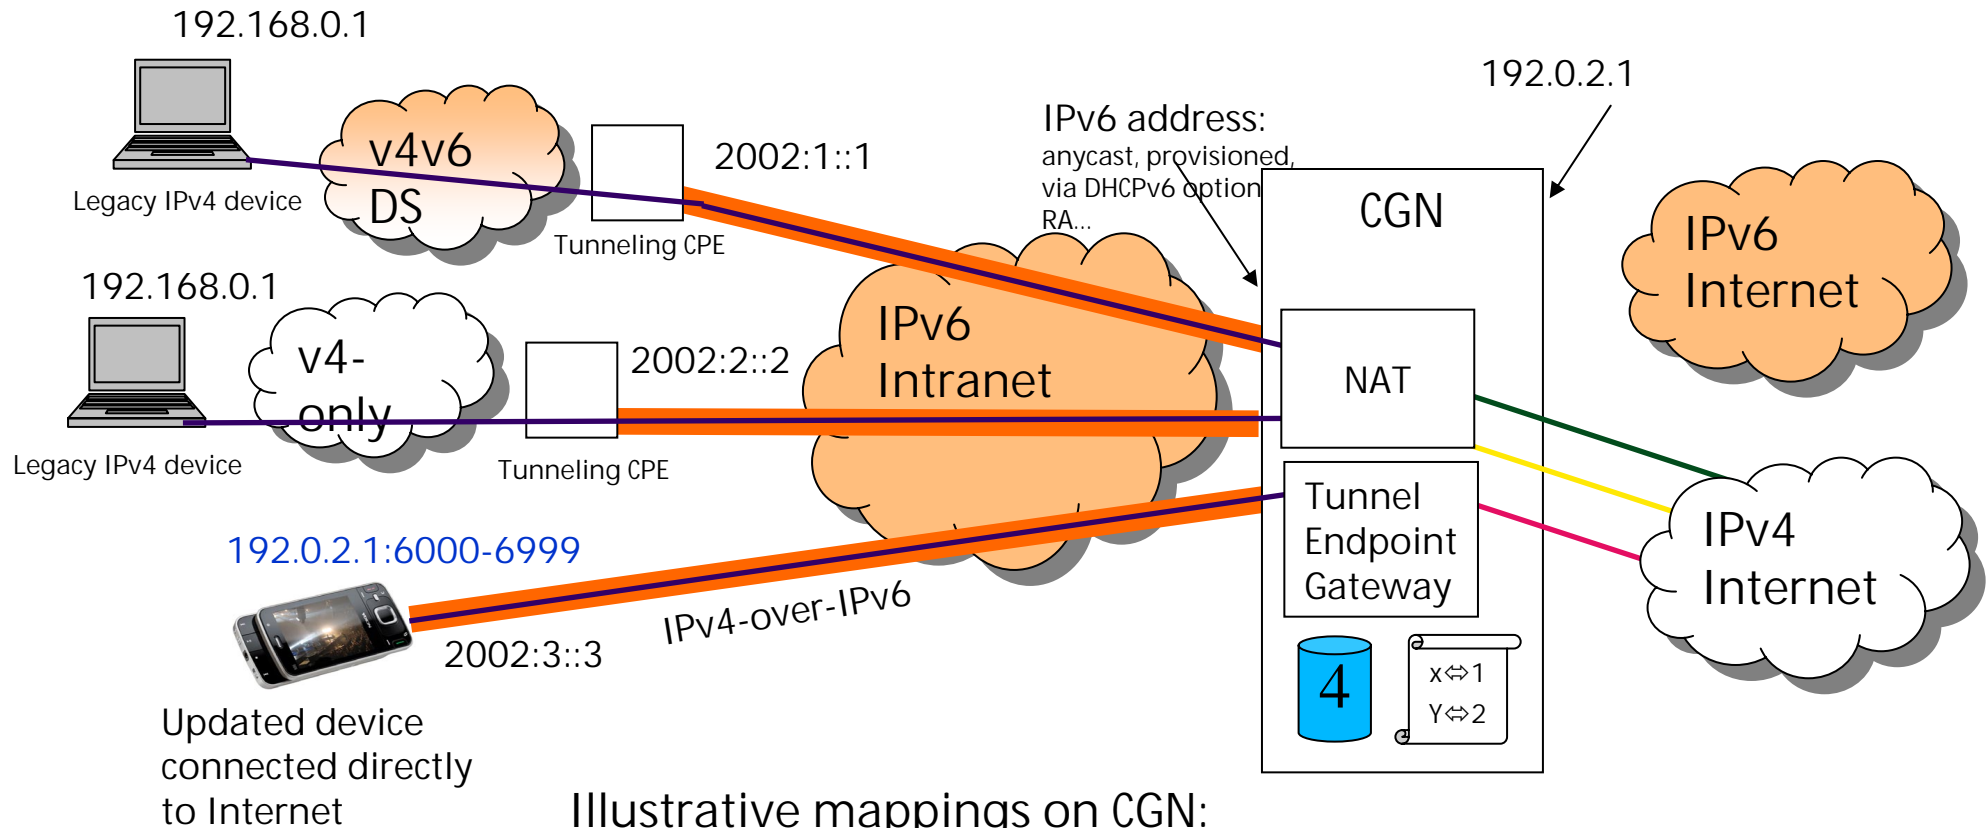 192.168.0.1
Legacy IPv4 device
v4v6
DS
2002:1::1
Tunneling CPE
192.168.0.1
Legacy IPv4 device
v4-
only
2002:2::2
Tunneling CPE
192.0.2.1:6000-6999
2002:3::3
IPv4-over-IPv6
Updated device
connected directly
to Internet
IPv6
Intranet
IPv6 address:
anycast, provisioned,
via DHCPv6 option
RA...
192.0.2.1
CGN
NAT
Tunnel
Endpoint
Gateway
4
x⇔1
Y⇔2
IPv6
Internet
IPv4
Internet
Illustrative mappings on CGN: